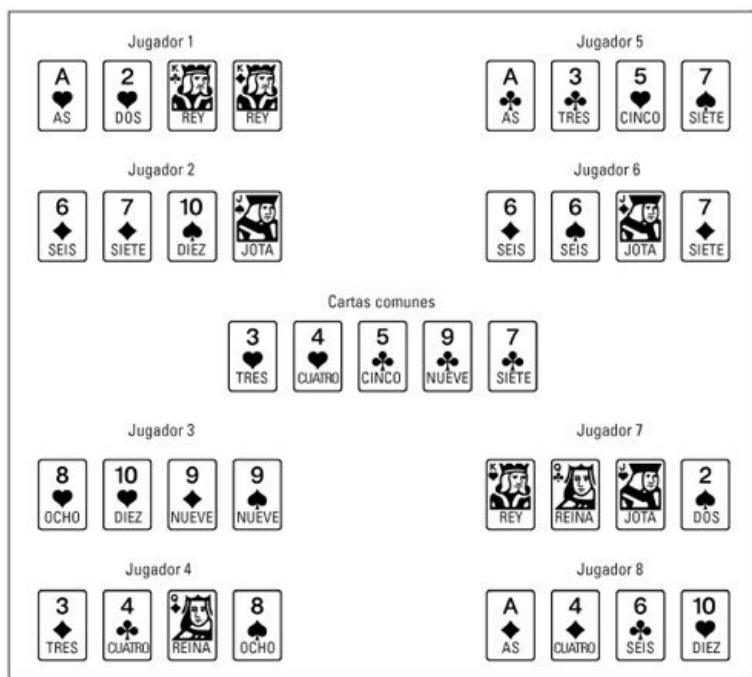 Jugador 1
A 2 K K
AS DOS REY REY
Jugador 5
A 3 5 7
AS TRES CINCO SIETE
Jugador 2
6 7 10 J
SEIS SIETE DIEZ JOTA
Jugador 6
6 6 J 7
SEIS SEIS JOTA SIETE
Cartas comunes
3 4 5 9 7
TRES CUATRO CINCO NUEVE SIETE
Jugador 3
8 10 9 9
OCHO DIEZ NUEVE NUEVE
Jugador 7
K Q J 2
REY REINA JOTA DOS
Jugador 4
3 4 Q 8
TRES CUATRO REINA OCHO
Jugador 8
A 4 6 10
AS CUATRO SEIS DIEZ